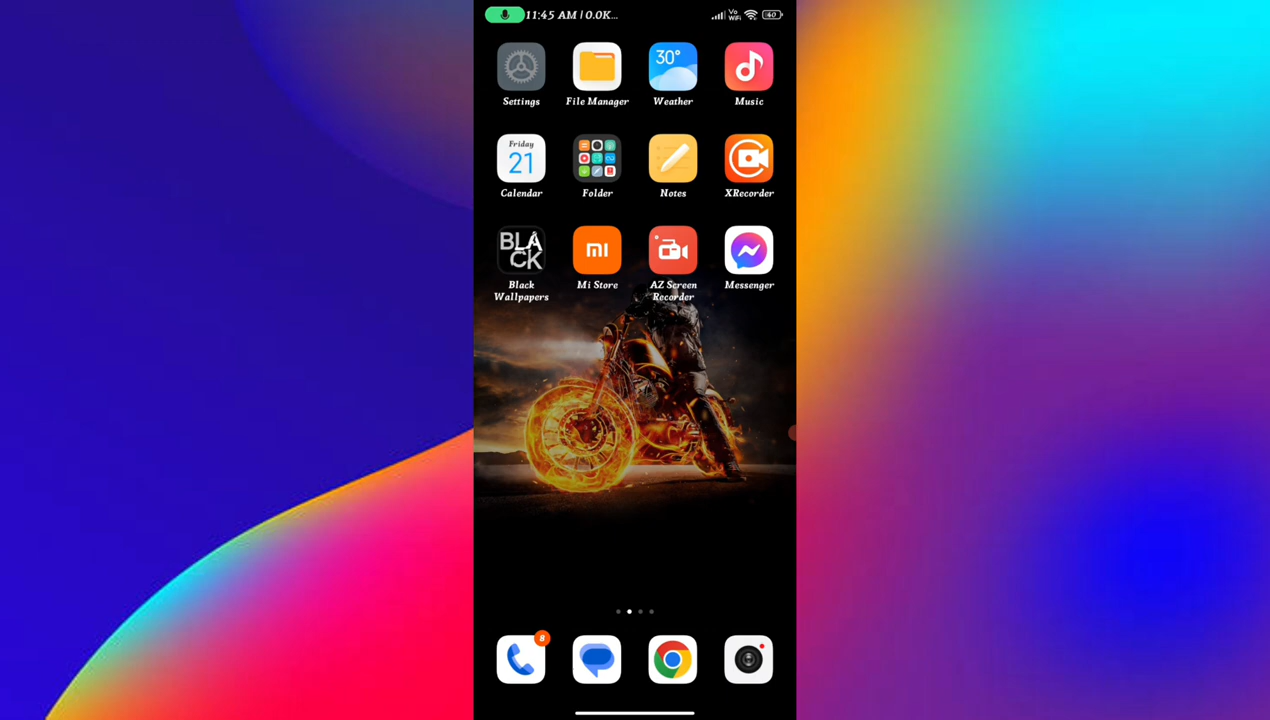 11:45 AM | 0.0K...
Vo
WiFi
40
30°
Settings
File Manager
Weather
Music
Friday
21
Calendar
Folder
Notes
XRecorder
BLA
CK
mi
Black
Wallpapers
Mi Store
AZ Screen
Recorder
Messenger
8